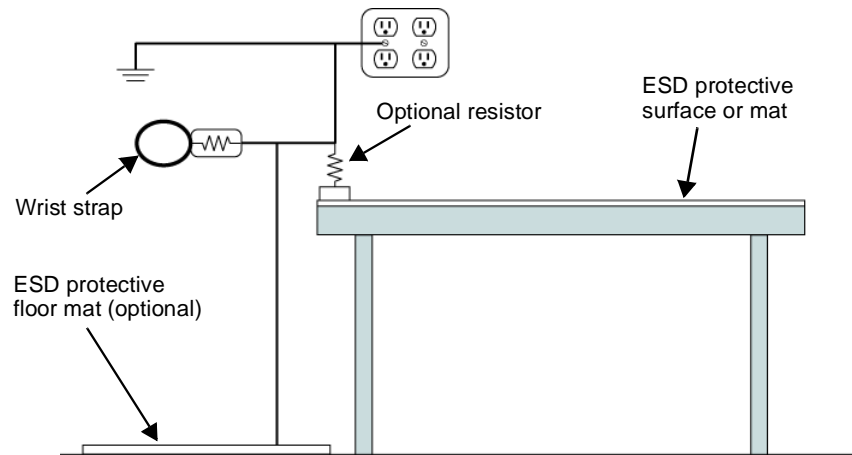 Optional resistor
ESD protective
surface or mat
Wrist strap
ESD protective
floor mat (optional)